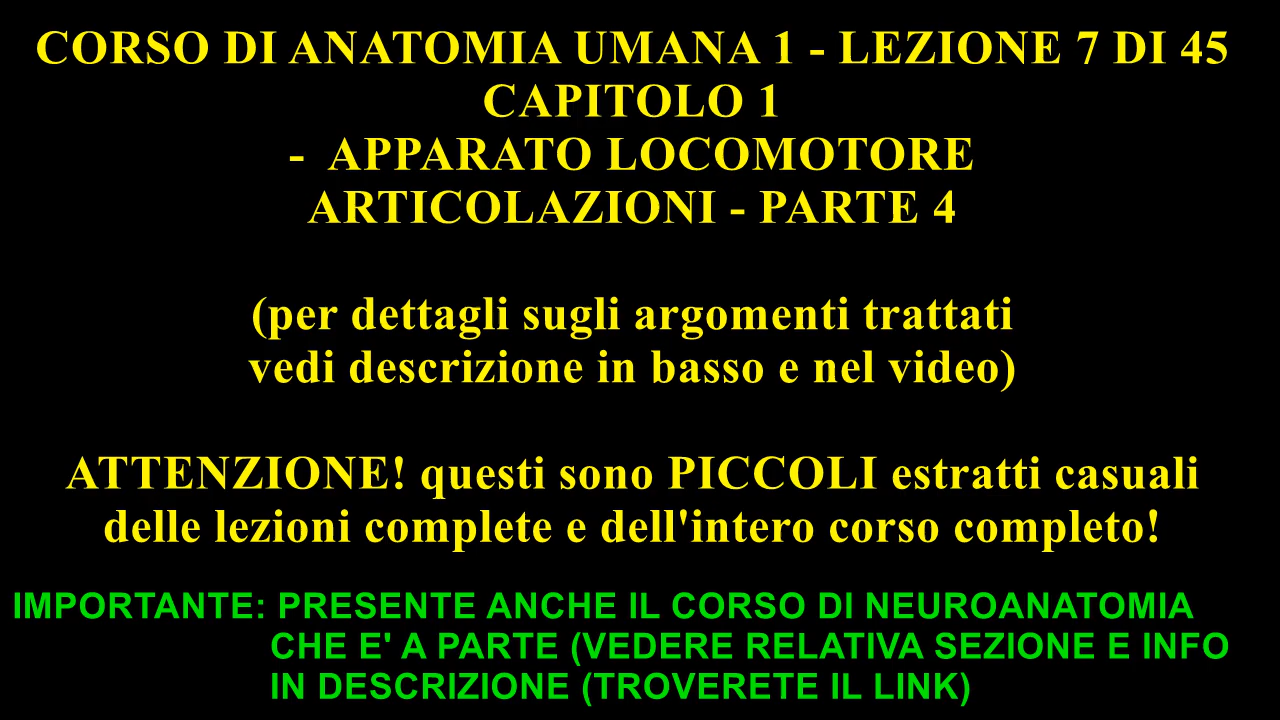 CORSO DI ANATOMIA UMANA 1 - LEZIONE 7 DI 45
CAPITOLO 1
- APPARATO LOCOMOTORE
ARTICOLAZIONI - PARTE 4
(per dettagli sugli argomenti trattati
vedi descrizione in basso e nel video)
ATTENZIONE! questi sono PICCOLI estratti casuali
delle lezioni complete e dell'intero corso completo!
IMPORTANTE: PRESENTE ANCHE IL CORSO DI NEUROANATOMIA
CHE E' A PARTE (VEDERE RELATIVA SEZIONE E INFO
IN DESCRIZIONE (TROVERETE IL LINK)